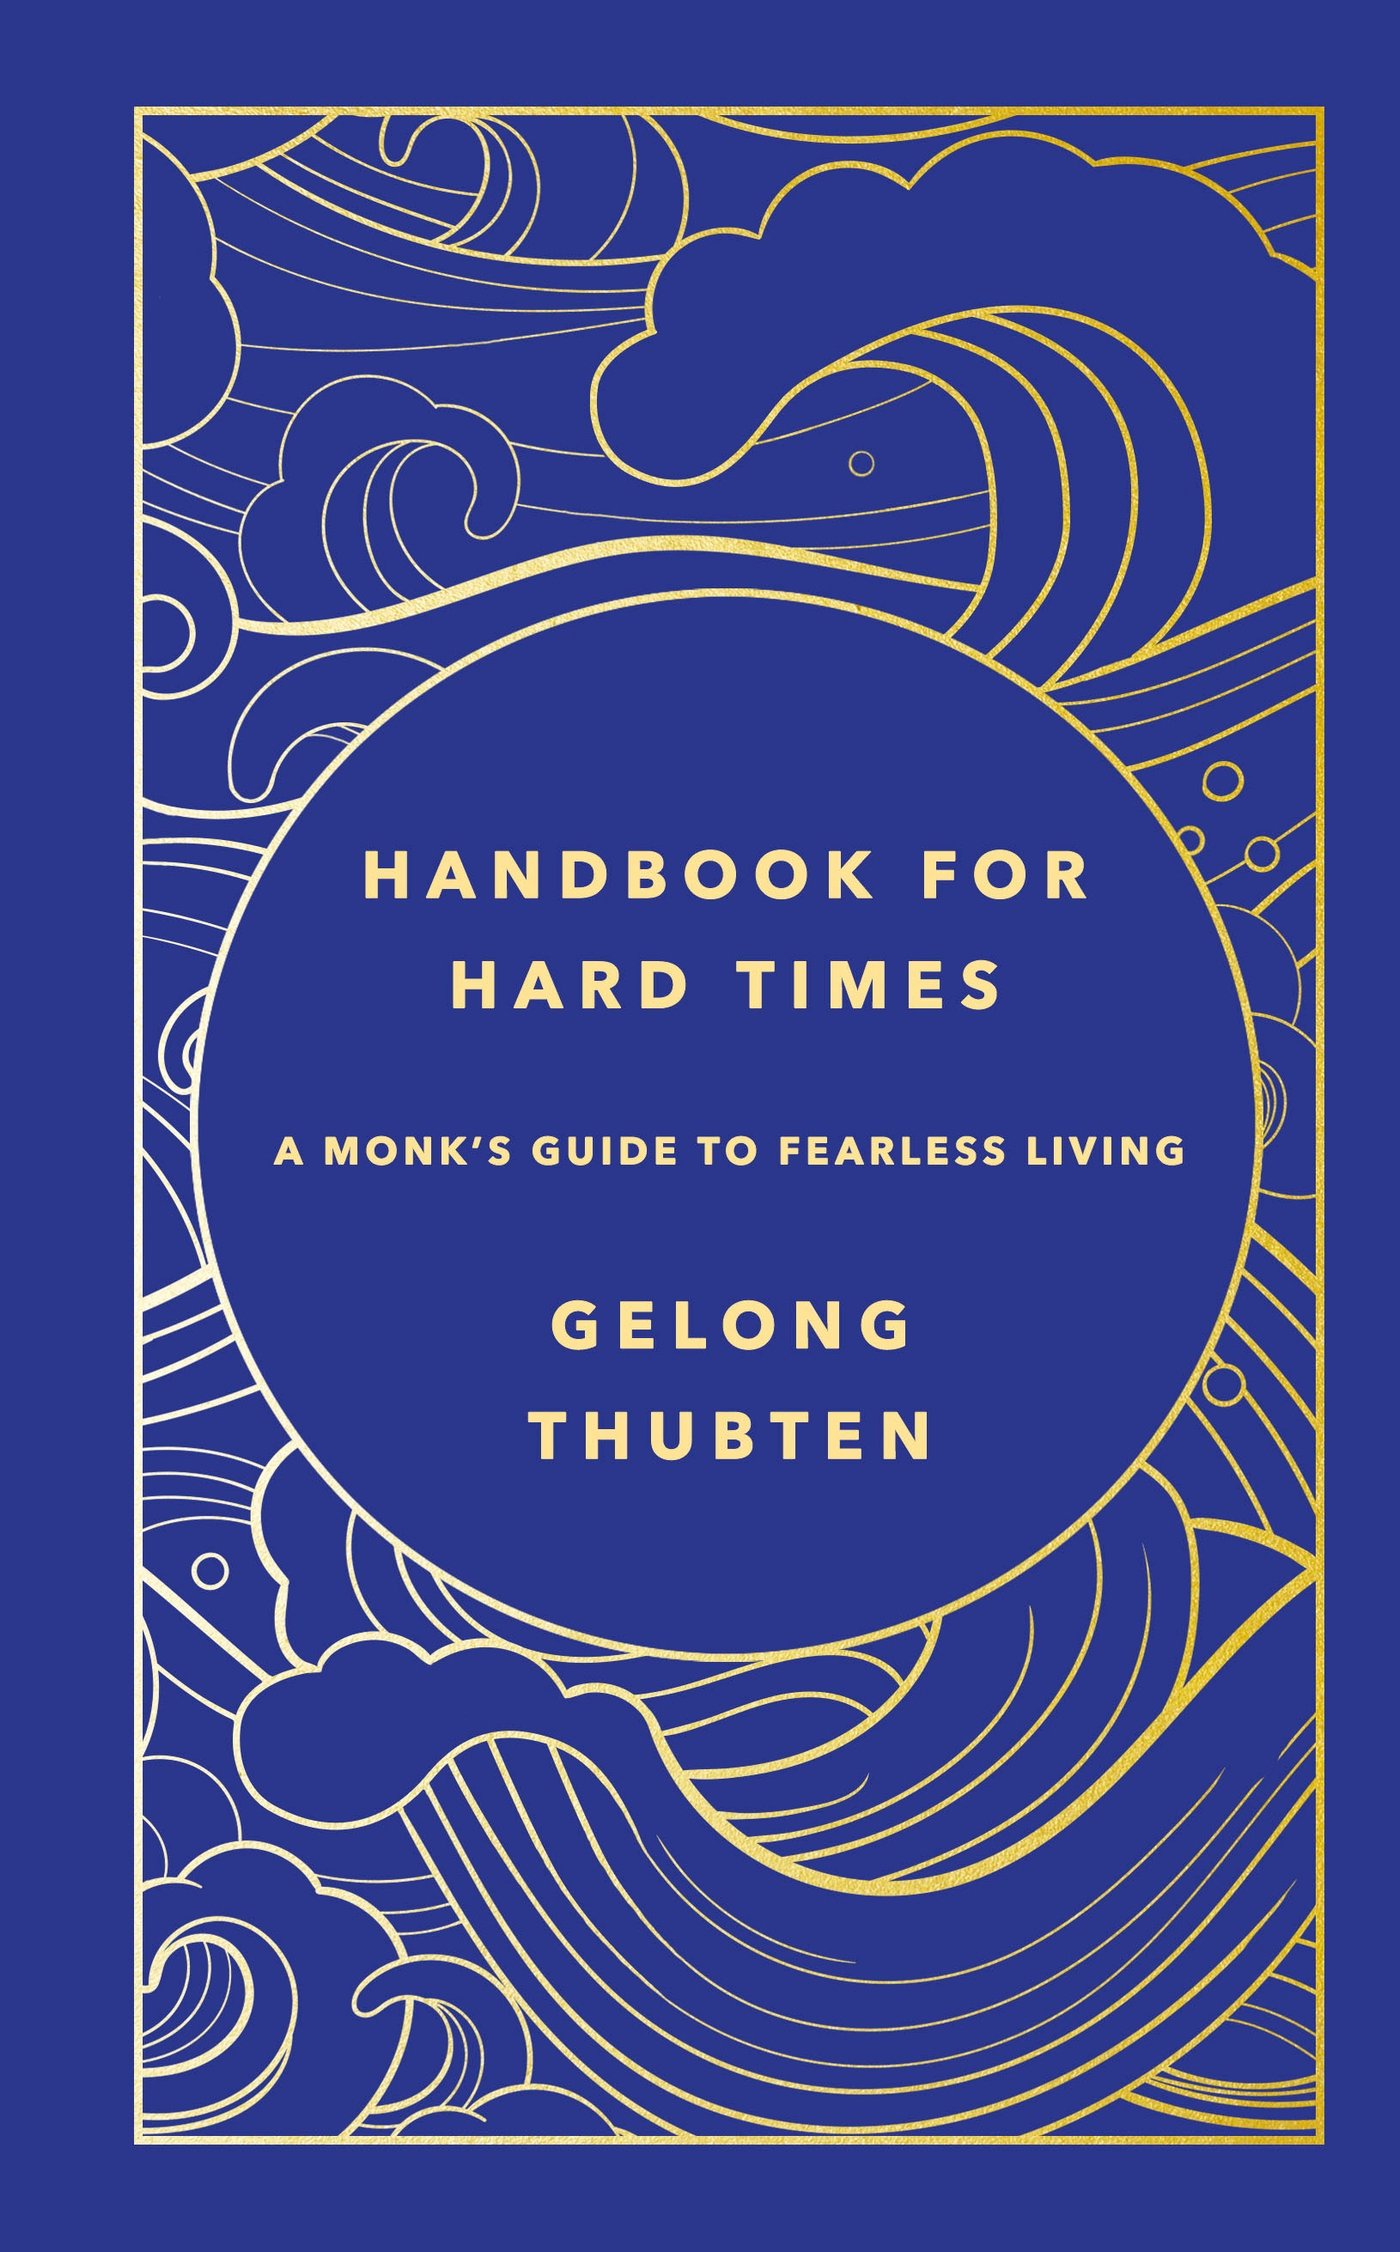 HANDBOOK FOR
HARD TIMES
A MONK’S GUIDE TO FEARLESS LIVING
GELONG
THUBTEN